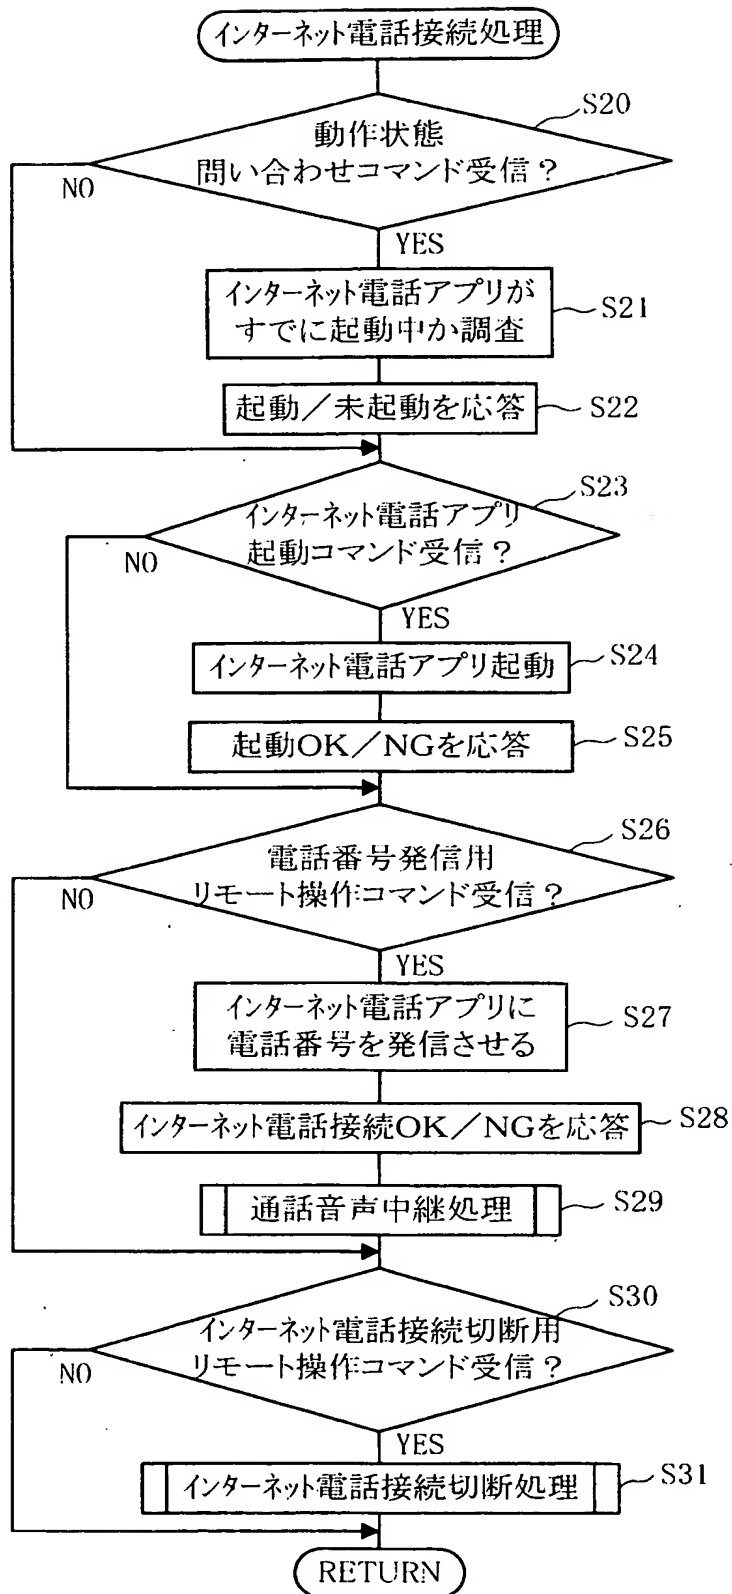 インターネット電話接続処理
S20
動作状態
問い合わせコマンド受信?
NO
YES
インターネット電話アプリが
すでに起動中か調査
S21
起動/未起動を応答
S22
S23
インターネット電話アプリ
起動コマンド受信?
NO
YES
インターネット電話アプリ起動
S24
起動OK/NGを応答
S25
S26
電話番号発信用
リモート操作コマンド受信?
NO
YES
インターネット電話アプリに
電話番号を発信させる
S27
インターネット電話接続OK/NGを応答
S28
通話音声中継処理
S29
S30
インターネット電話接続切断用
リモート操作コマンド受信?
NO
YES
インターネット電話接続切断処理
S31
RETURN